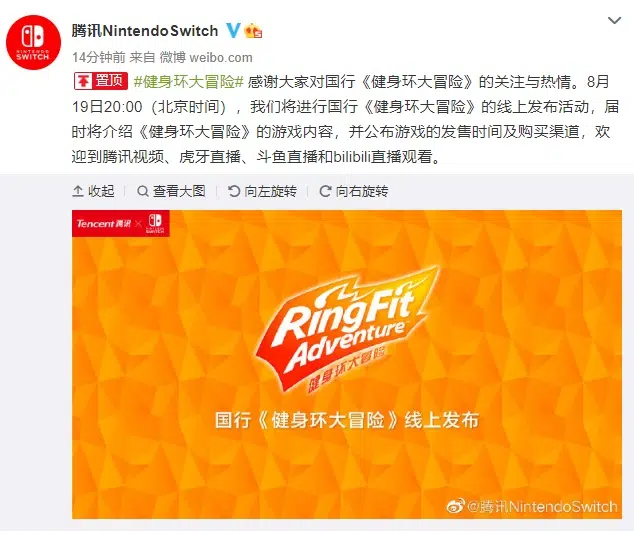 腾讯NintendoSwitch
NINTENDO
SWITCH
14分钟前 来自 微博 weibo.com
置顶 #健身环大冒险# 感谢大家对国行《健身环大冒险》的关注与热情。8月
19日20:00（北京时间），我们将进行国行《健身环大冒险》的线上发布活动，届
时将介绍《健身环大冒险》的游戏内容，并公布游戏的发售时间及购买渠道，欢
迎到腾讯视频、虎牙直播、斗鱼直播和bilibili直播观看。
收起 查看大图 向左旋转 向右旋转
Tencent 腾讯 × NINTENDO
SWITCH
RingFit
Adventure™
健身环大冒险
国行《健身环大冒险》线上发布
@腾讯NintendoSwitch